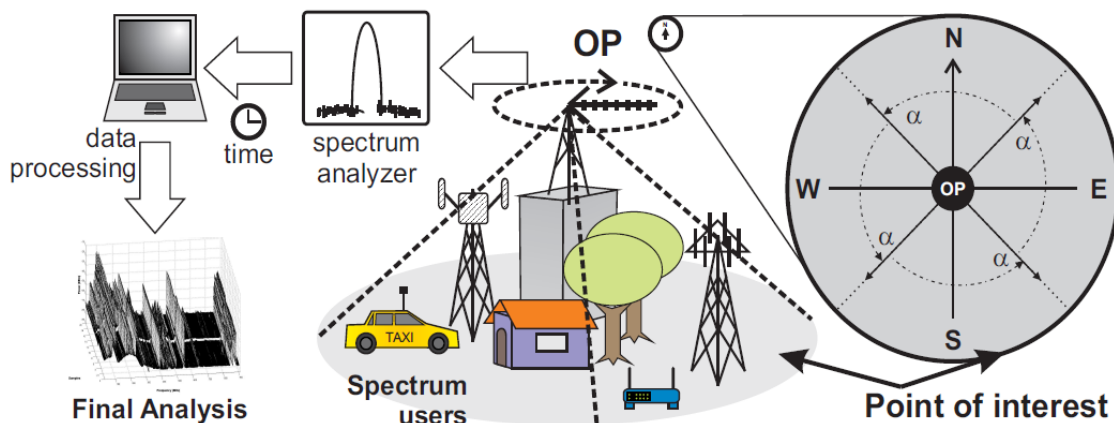 OP
N
data
processing
time
spectrum
analyzer
TAXI
Spectrum
users
Final Analysis
N
α
α
W
OP
E
α
α
S
Point of interest